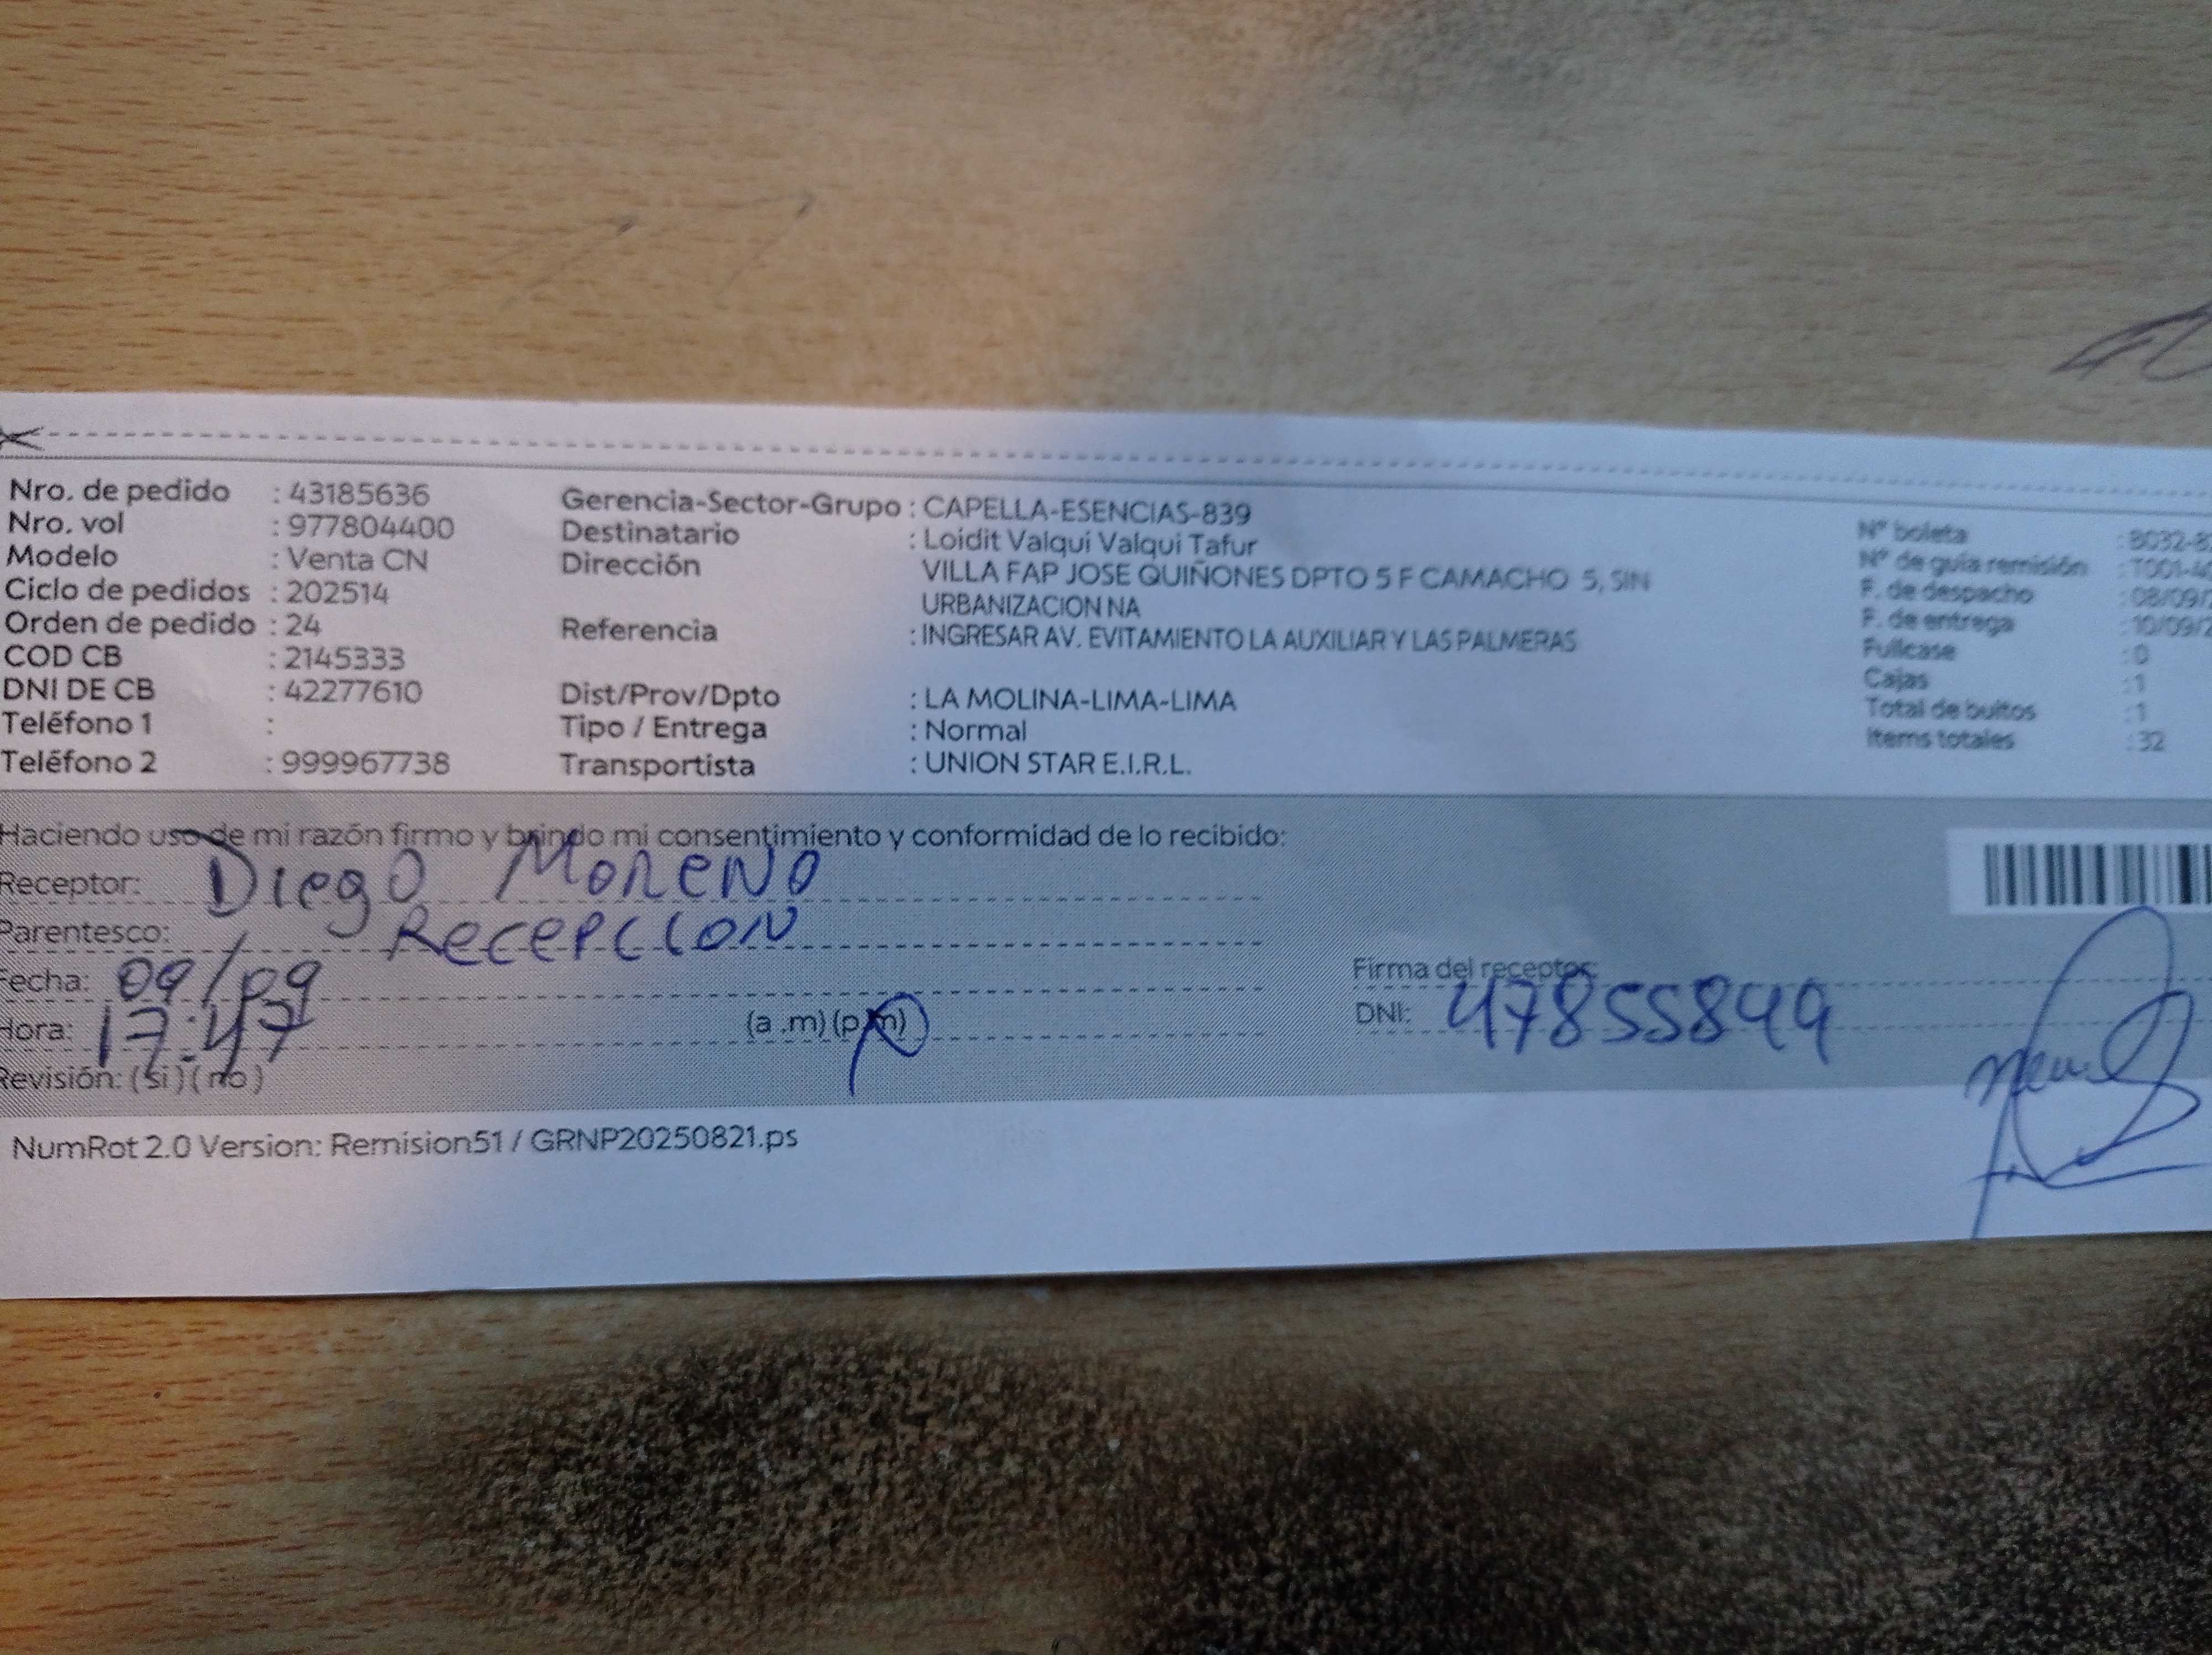 Nro. de pedido : 43185636
Nro. vol : 977804400
Modelo : Venta CN
Ciclo de pedidos : 202514
Orden de pedido : 24
COD CB : 2145333
DNI DE CB : 42277610
Teléfono 1 :
Teléfono 2 : 999967738
Gerencia-Sector-Grupo : CAPELLA-ESENCIAS-839
Destinatario : Loidit Valqui Valqui Tafur
Dirección VILLA FAP JOSE QUIÑONES DPTO 5 F CAMACHO 5, SIN
URBANIZACION NA
Referencia : INGRESAR AV. EVITAMIENTO LA AUXILIAR Y LAS PALMERAS
Dist/Prov/Dpto : LA MOLINA-LIMA-LIMA
Tipo / Entrega : Normal
Transportista : UNION STAR E.I.R.L.
Nº boleta
Nº de guía remisión
F. de despacho : 08/09/
F. de entrega : 10/09/
Fullcase : 0
Cajas : 1
Total de bultos : 1
Items totales : 32
Haciendo uso de mi razón firmo y brindo mi consentimiento y conformidad de lo recibido:
Receptor: Diego Moreno
Parentesco: Recepcion
Fecha: 09/09
Hora: 17:47 (a .m) (p.m)
Revisión: (si) (no)
Firma del receptor:
DNI: 47855849
NumRot 2.0 Version: Remision51 / GRNP20250821.ps